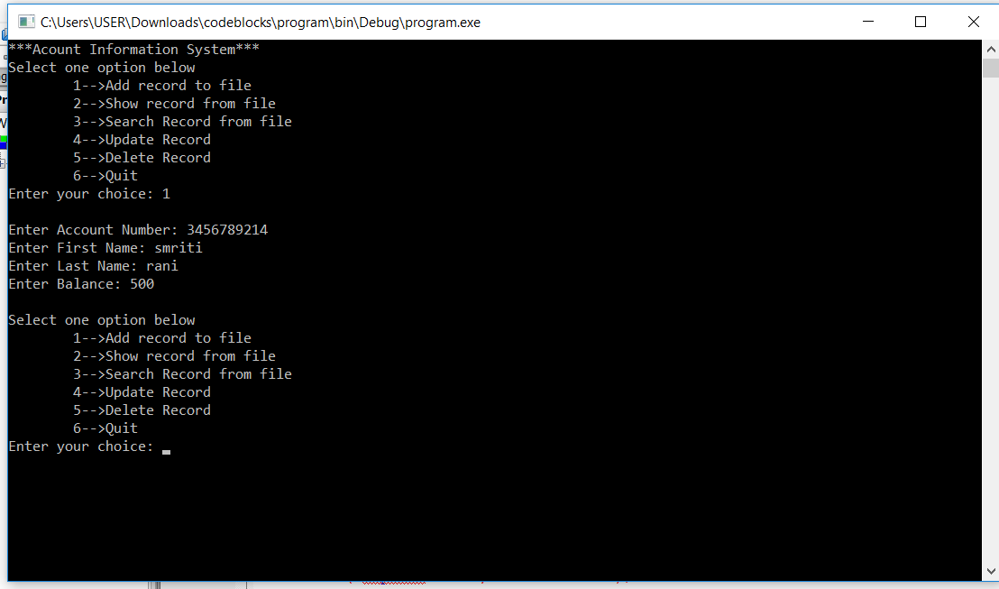 C:\Users\USER\Downloads\codeblocks\program\bin\Debug\program.exe
***Acount Information System***
Select one option below
1-->Add record to file
2-->Show record from file
3-->Search Record from file
4-->Update Record
5-->Delete Record
6-->Quit
Enter your choice: 1
Enter Account Number: 3456789214
Enter First Name: smriti
Enter Last Name: rani
Enter Balance: 500
Select one option below
1-->Add record to file
2-->Show record from file
3-->Search Record from file
4-->Update Record
5-->Delete Record
6-->Quit
Enter your choice: